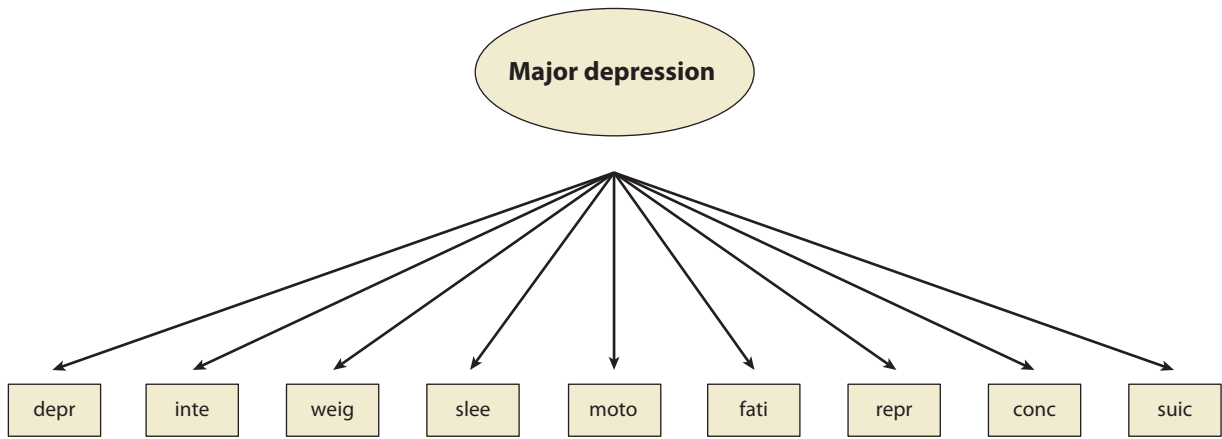 Major depression
depr inte weig slee moto fati repr conc suic